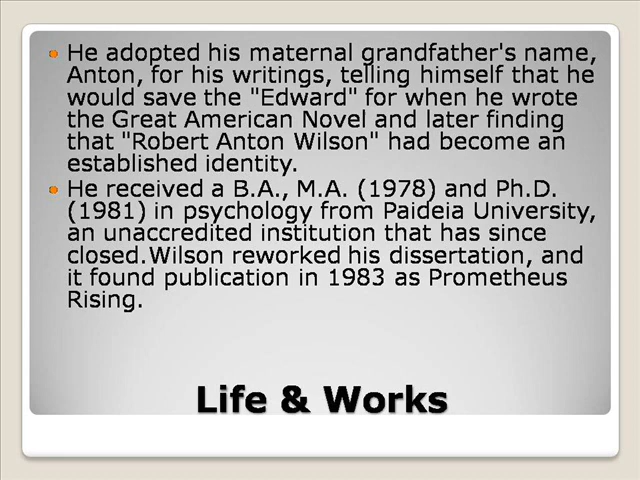 He adopted his maternal grandfather's name,
Anton, for his writings, telling himself that he
would save the "Edward" for when he wrote
the Great American Novel and later finding
that "Robert Anton Wilson" had become an
established identity.
He received a B.A., M.A. (1978) and Ph.D.
(1981) in psychology from Paideia University,
an unaccredited institution that has since
closed.Wilson reworked his dissertation, and
it found publication in 1983 as Prometheus
Rising.
Life & Works